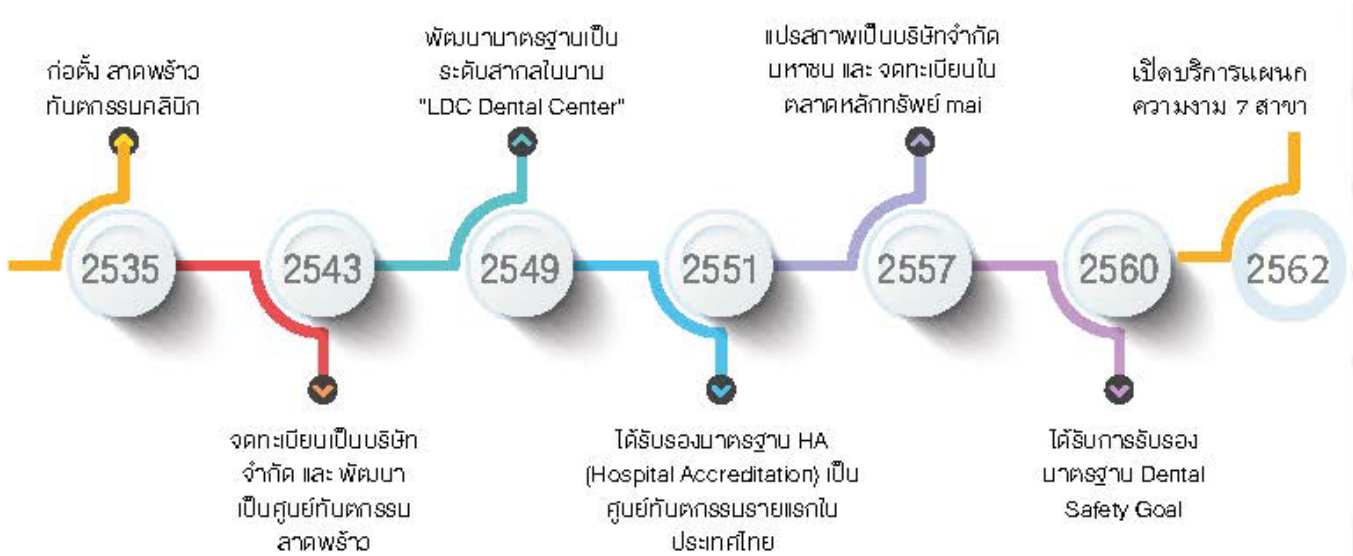 ก่อตั้ง ลาดพร้าว
ทันตกรรมคลินิก
พัฒนามาตรฐานเป็น
ระดับสากลในนาม
"LDC Dental Center"
แปรสภาพเป็นบริษัทจำกัด
มหาชน และ จดทะเบียนใน
ตลาดหลักทรัพย์ mai
เปิดบริการแผนก
ความงาม 7 สาขา
2535
2543
2549
2551
2557
2560
2562
จดทะเบียนเป็นบริษัท
จำกัด และ พัฒนา
เป็นศูนย์ทันตกรรม
ลาดพร้าว
ได้รับรองมาตรฐาน HA
(Hospital Accreditation) เป็น
ศูนย์ทันตกรรมรายแรกใน
ประเทศไทย
ได้รับการรับรอง
มาตรฐาน Dental
Safety Goal